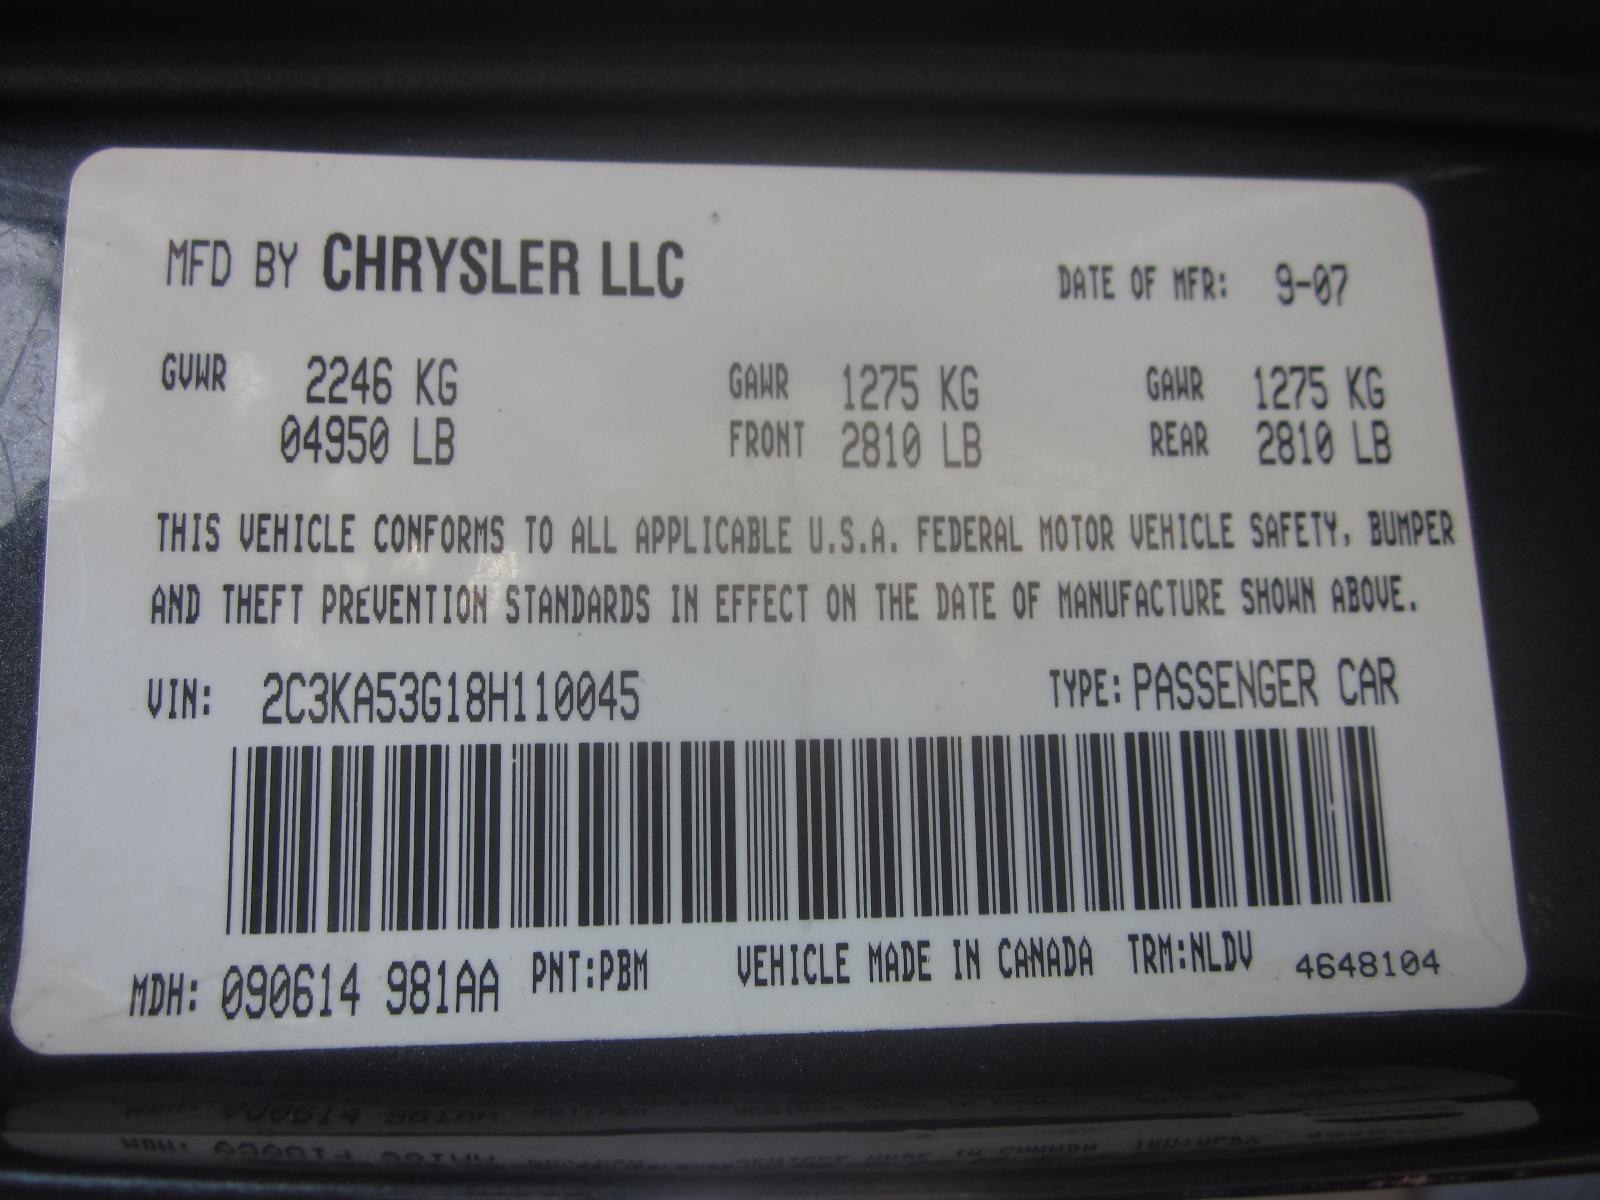 MFD BY CHRYSLER LLC DATE OF MFR: 9-07
GVWR 2246 KG GAWR 1275 KG GAWR 1275 KG
04950 LB FRONT 2810 LB REAR 2810 LB
THIS VEHICLE CONFORMS TO ALL APPLICABLE U.S.A. FEDERAL MOTOR VEHICLE SAFETY, BUMPER
AND THEFT PREVENTION STANDARDS IN EFFECT ON THE DATE OF MANUFACTURE SHOWN ABOVE.
VIN: 2C3KA53G18H110045 TYPE: PASSENGER CAR
MDH: 090614 981AA PNT:PBM VEHICLE MADE IN CANADA TRM:NLDV 4648104